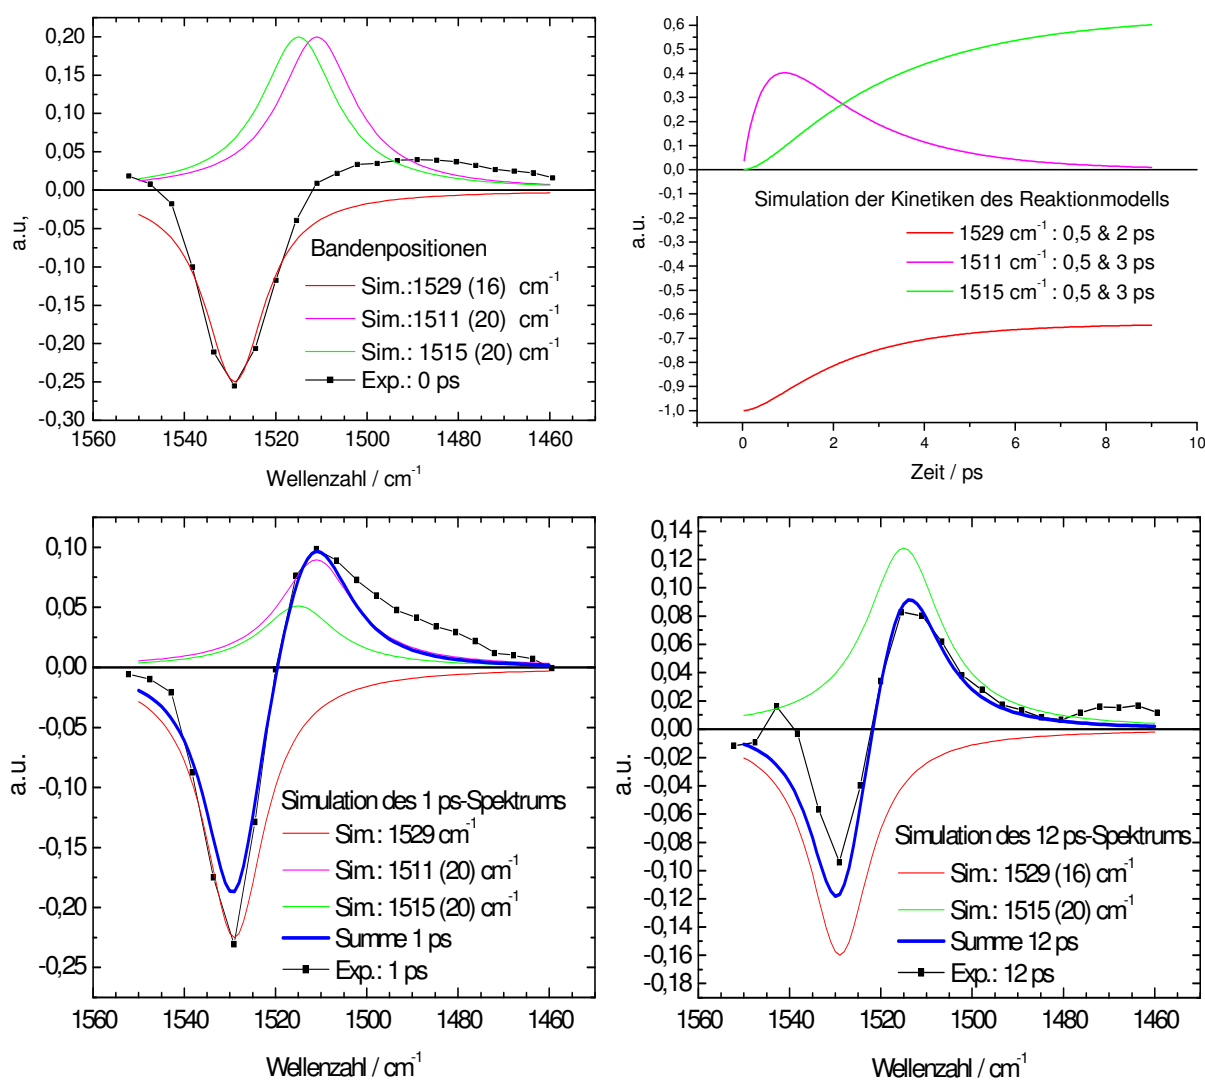 0,20
0,15
0,10
0,05
0,00
-0,05
-0,10
-0,15
-0,20
-0,25
-0,30
a.u,
Bandenpositionen
Sim.:1529 (16) cm⁻¹
Sim.:1511 (20) cm⁻¹
Sim.: 1515 (20) cm⁻¹
Exp.: 0 ps
1560 1540 1520 1500 1480 1460
Wellenzahl / cm⁻¹
0,6
0,5
0,4
0,3
0,2
0,1
0,0
-0,1
-0,2
-0,3
-0,4
-0,5
-0,6
-0,7
-0,8
-0,9
-1,0
a.u.
Simulation der Kinetiken des Reaktionmodells
1529 cm⁻¹ : 0,5 & 2 ps
1511 cm⁻¹ : 0,5 & 3 ps
1515 cm⁻¹ : 0,5 & 3 ps
0 2 4 6 8 10
Zeit / ps
0,10
0,05
0,00
-0,05
-0,10
-0,15
-0,20
-0,25
a.u.
Simulation des 1 ps-Spektrums
Sim.: 1529 cm⁻¹
Sim.: 1511 (20) cm⁻¹
Sim.: 1515 (20) cm⁻¹
Summe 1 ps
Exp.: 1 ps
1560 1540 1520 1500 1480 1460
Wellenzahl / cm⁻¹
0,14
0,12
0,10
0,08
0,06
0,04
0,02
0,00
-0,02
-0,04
-0,06
-0,08
-0,10
-0,12
-0,14
-0,16
-0,18
a.u.
Simulation des 12 ps-Spektrums
Sim.: 1529 (16) cm⁻¹
Sim.: 1515 (20) cm⁻¹
Summe 12 ps
Exp.: 12 ps
1560 1540 1520 1500 1480 1460
Wellenzahl / cm⁻¹